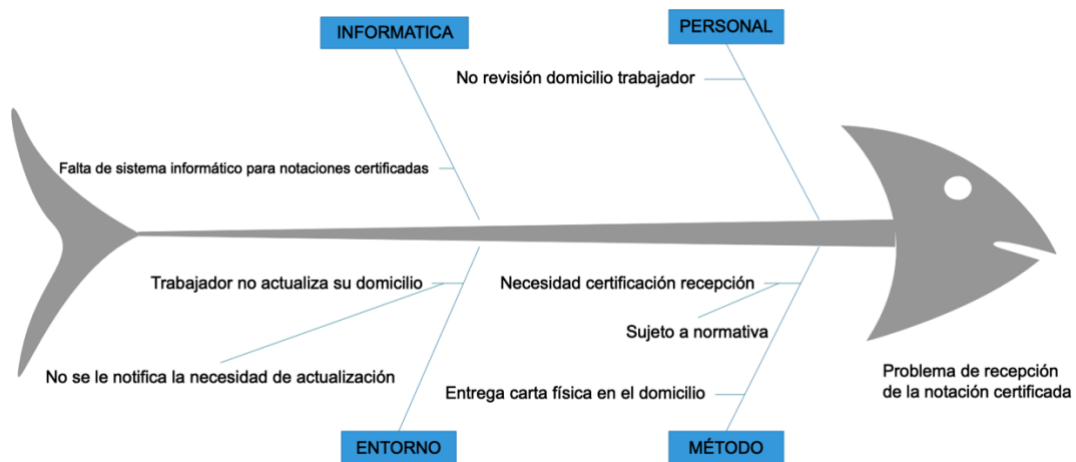 INFORMATICA
PERSONAL
No revisión domicilio trabajador
Falta de sistema informático para notaciones certificadas
Trabajador no actualiza su domicilio
Necesidad certificación recepción
Sujeto a normativa
No se le notifica la necesidad de actualización
Entrega carta física en el domicilio
Problema de recepción
de la notación certificada
ENTORNO
MÉTODO